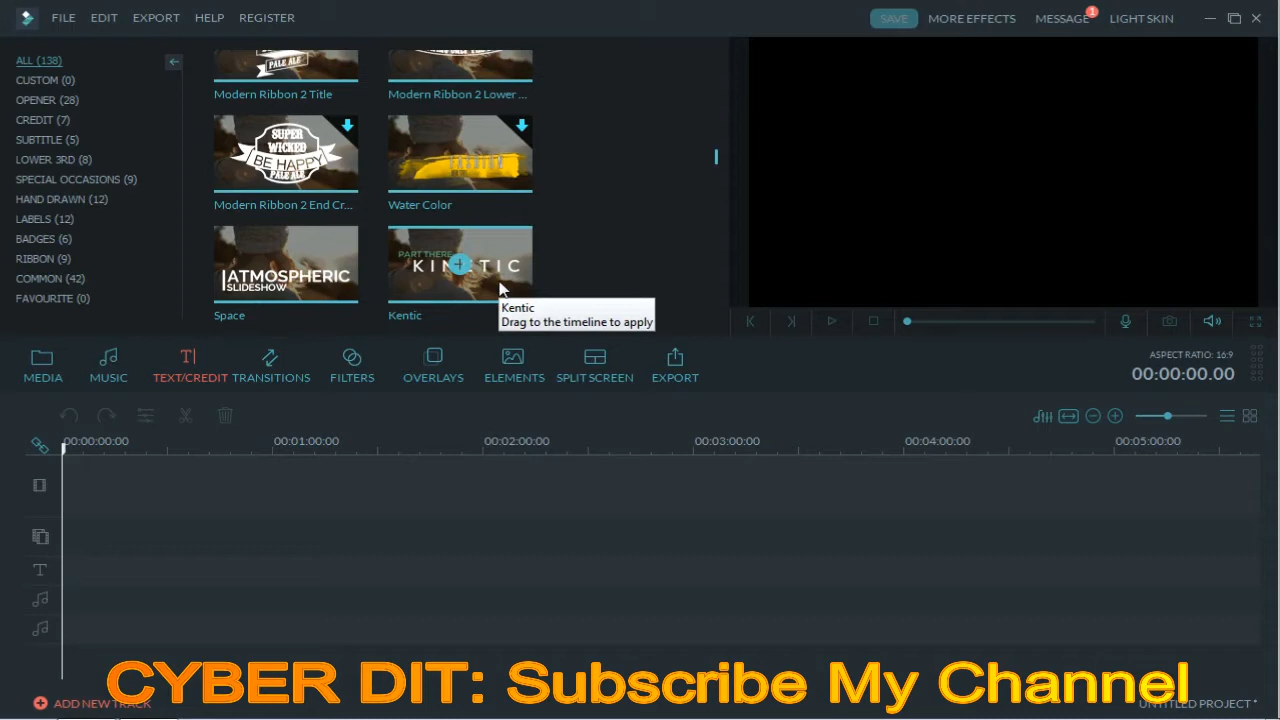 FILE EDIT EXPORT HELP REGISTER SAVE MORE EFFECTS MESSAGE 1 LIGHT SKIN
ALL (138)
CUSTOM (0)
OPENER (28)
CREDIT (7)
SUBTITLE (5)
LOWER 3RD (8)
SPECIAL OCCASIONS (9)
HAND DRAWN (12)
LABELS (12)
BADGES (6)
RIBBON (9)
COMMON (42)
FAVOURITE (0)
PALE ALE
Modern Ribbon 2 Title
Modern Ribbon 2 Lower ...
SUPER
WICKED
BE HAPPY
PALE ALE
Modern Ribbon 2 End Cr...
Water Color
ATMOSPHERIC
SLIDESHOW
Space
PART THERE
KINETIC
Kentic
Kentic
Drag to the timeline to apply
MEDIA MUSIC TEXT/CREDIT TRANSITIONS FILTERS OVERLAYS ELEMENTS SPLIT SCREEN EXPORT
ASPECT RATIO: 16:9
00:00:00.00
00:00:00:00 00:01:00:00 00:02:00:00 00:03:00:00 00:04:00:00 00:05:00:00
T
CYBER DIT: Subscribe My Channel
ADD NEW TRACK
UNTITLED PROJECT *